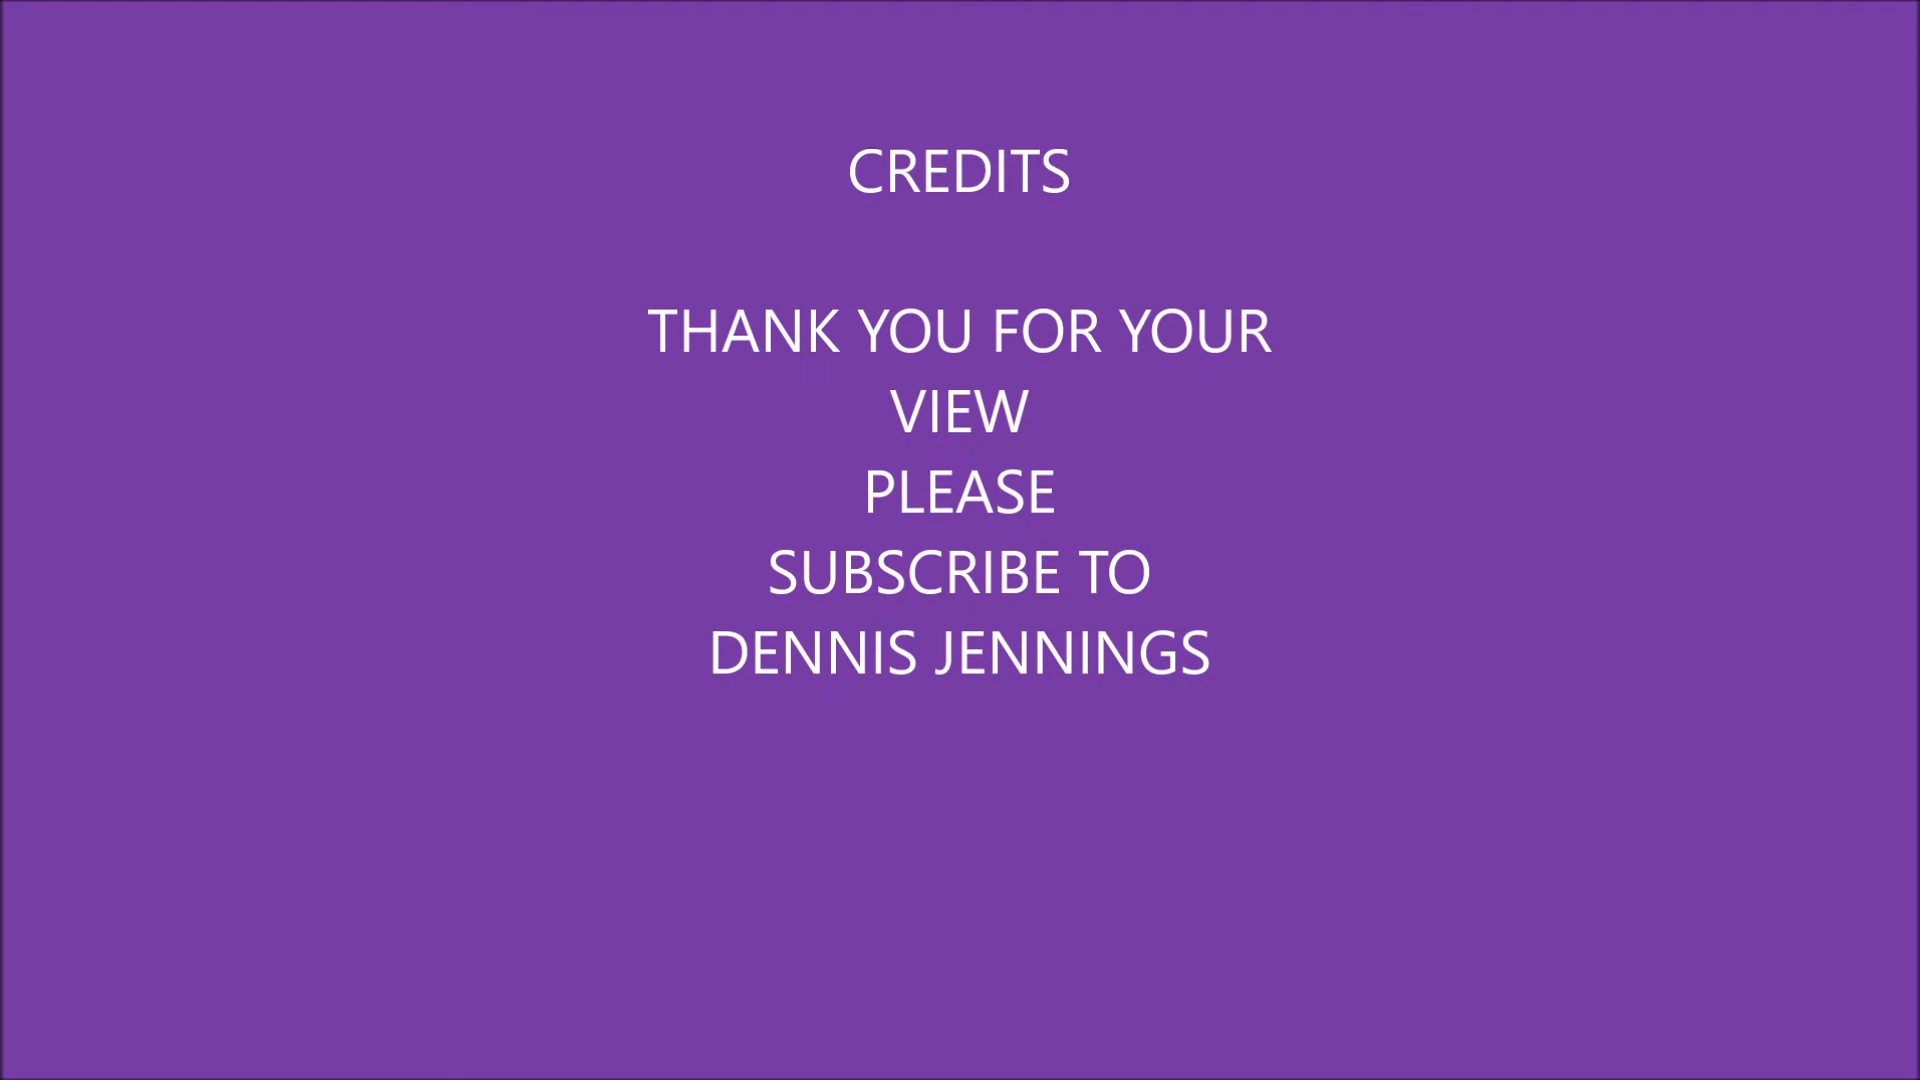 CREDITS
THANK YOU FOR YOUR
VIEW
PLEASE
SUBSCRIBE TO
DENNIS JENNINGS